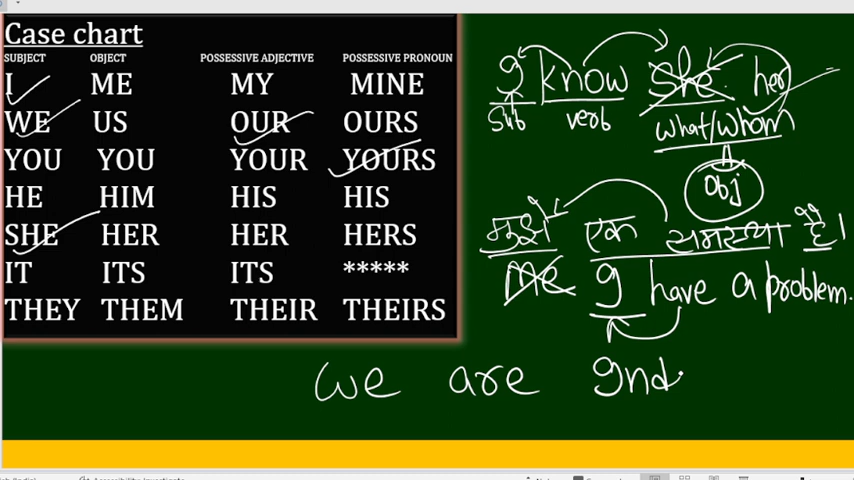 Case chart
SUBJECT OBJECT POSSESSIVE ADJECTIVE POSSESSIVE PRONOUN
I ME MY MINE
WE US OUR OURS
YOU YOU YOUR YOURS
HE HIM HIS HIS
SHE HER HER HERS
IT ITS ITS *****
THEY THEM THEIR THEIRS
I know she her
Sub verb what/whom
Obj
मुझे एक समस्या है।
me I have a problem.
we are Ind